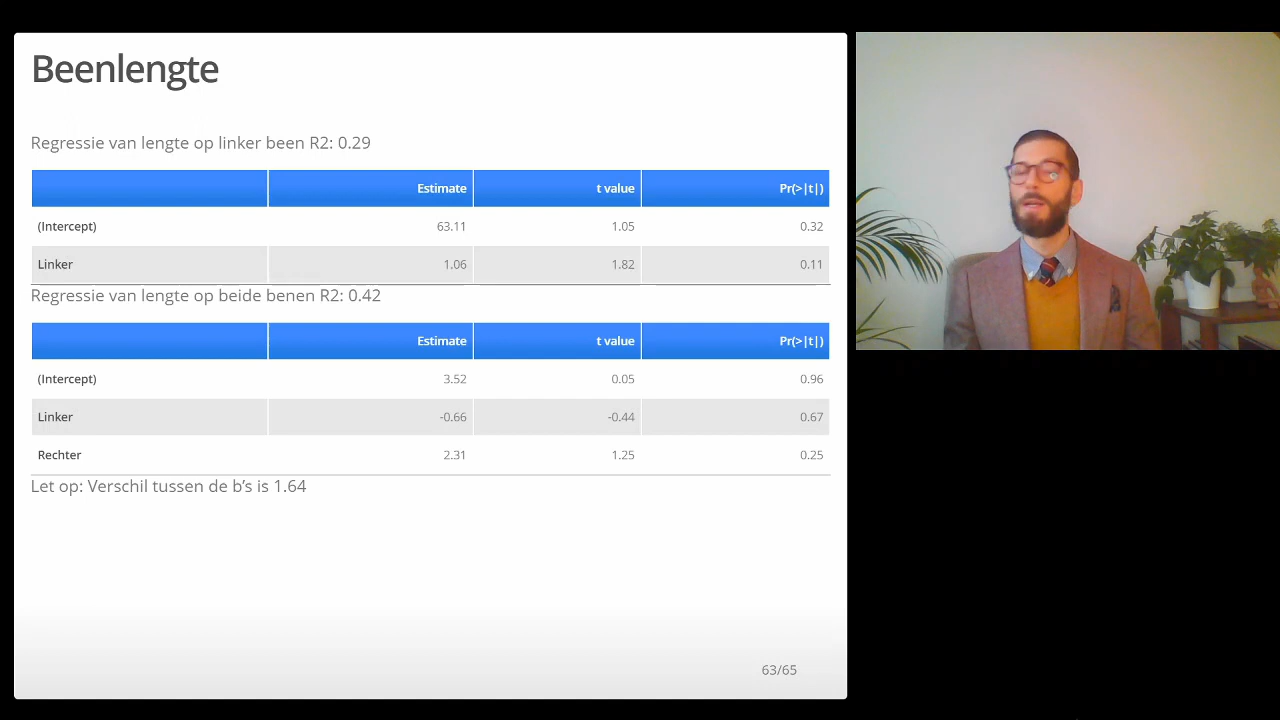 Beenlengte
Regressie van lengte op linker been R2: 0.29
Estimate t value Pr(>|t|)
(Intercept) 63.11 1.05 0.32
Linker 1.06 1.82 0.11
Regressie van lengte op beide benen R2: 0.42
Estimate t value Pr(>|t|)
(Intercept) 3.52 0.05 0.96
Linker -0.66 -0.44 0.67
Rechter 2.31 1.25 0.25
Let op: Verschil tussen de b’s is 1.64
63/65